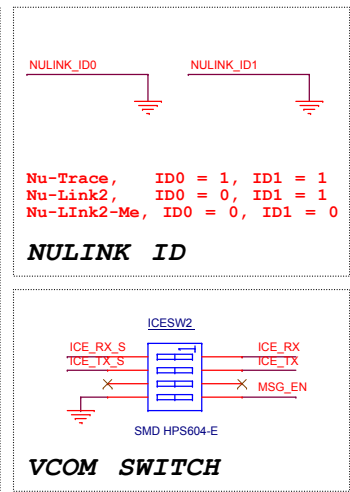 NULINK_ID0 NULINK_ID1
Nu-Trace, ID0 = 1, ID1 = 1
Nu-Link2, ID0 = 0, ID1 = 1
Nu-LInk2-Me, ID0 = 0, ID1 = 0
NULINK ID
ICESW2
ICE_RX_S ICE_RX
ICE_TX_S ICE_TX
MSG_EN
SMD HPS604-E
VCOM SWITCH